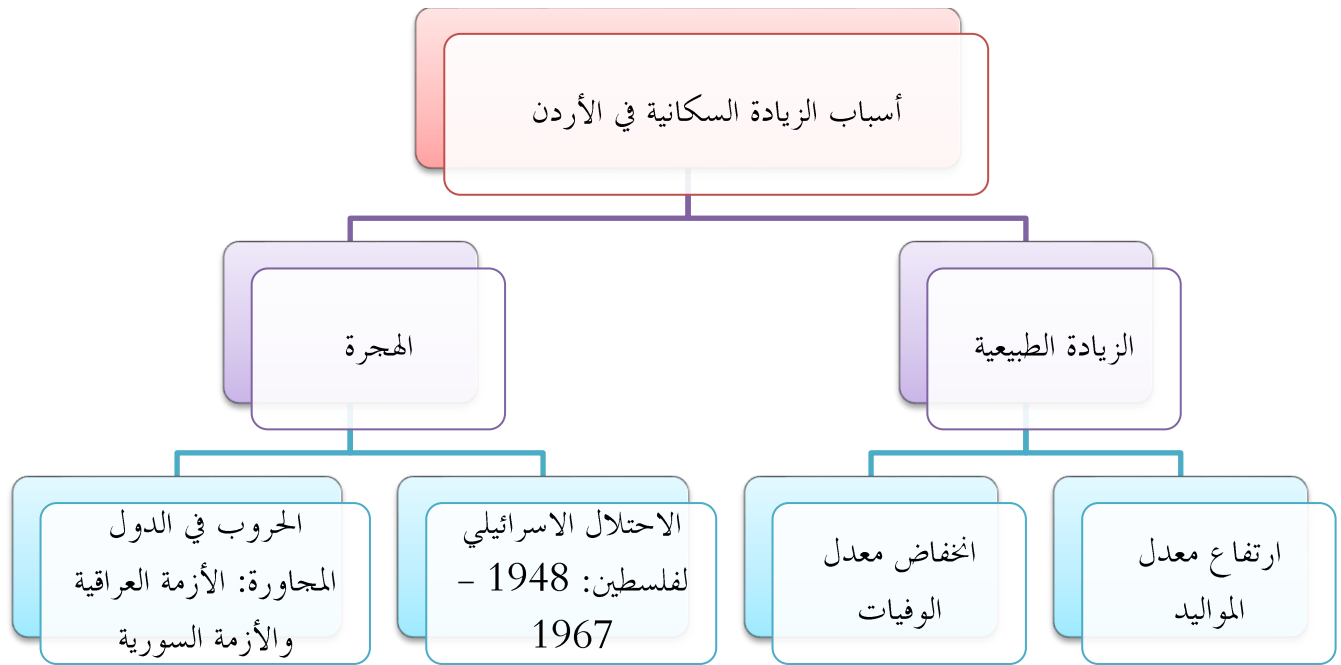 أسباب الزيادة السكانية في الأردن
الزيادة الطبيعية
الهجرة
ارتفاع معدل
المواليد
انخفاض معدل
الوفيات
الاحتلال الاسرائيلي
لفلسطين: 1948 –
1967
الحروب في الدول
المجاورة: الأزمة العراقية
والأزمة السورية